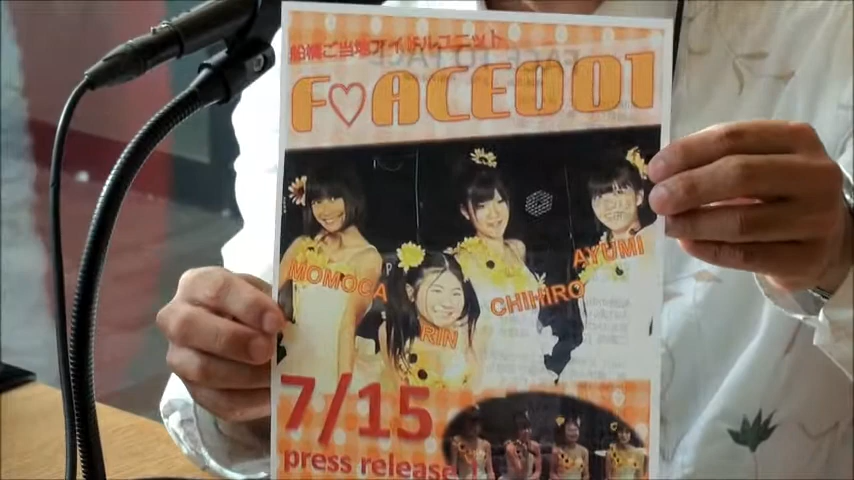 船橋ご当地アイドルユニット
F♡ACE001
MOMOCA
RIN
CHIHIRO
AYUMI
7/15
press release